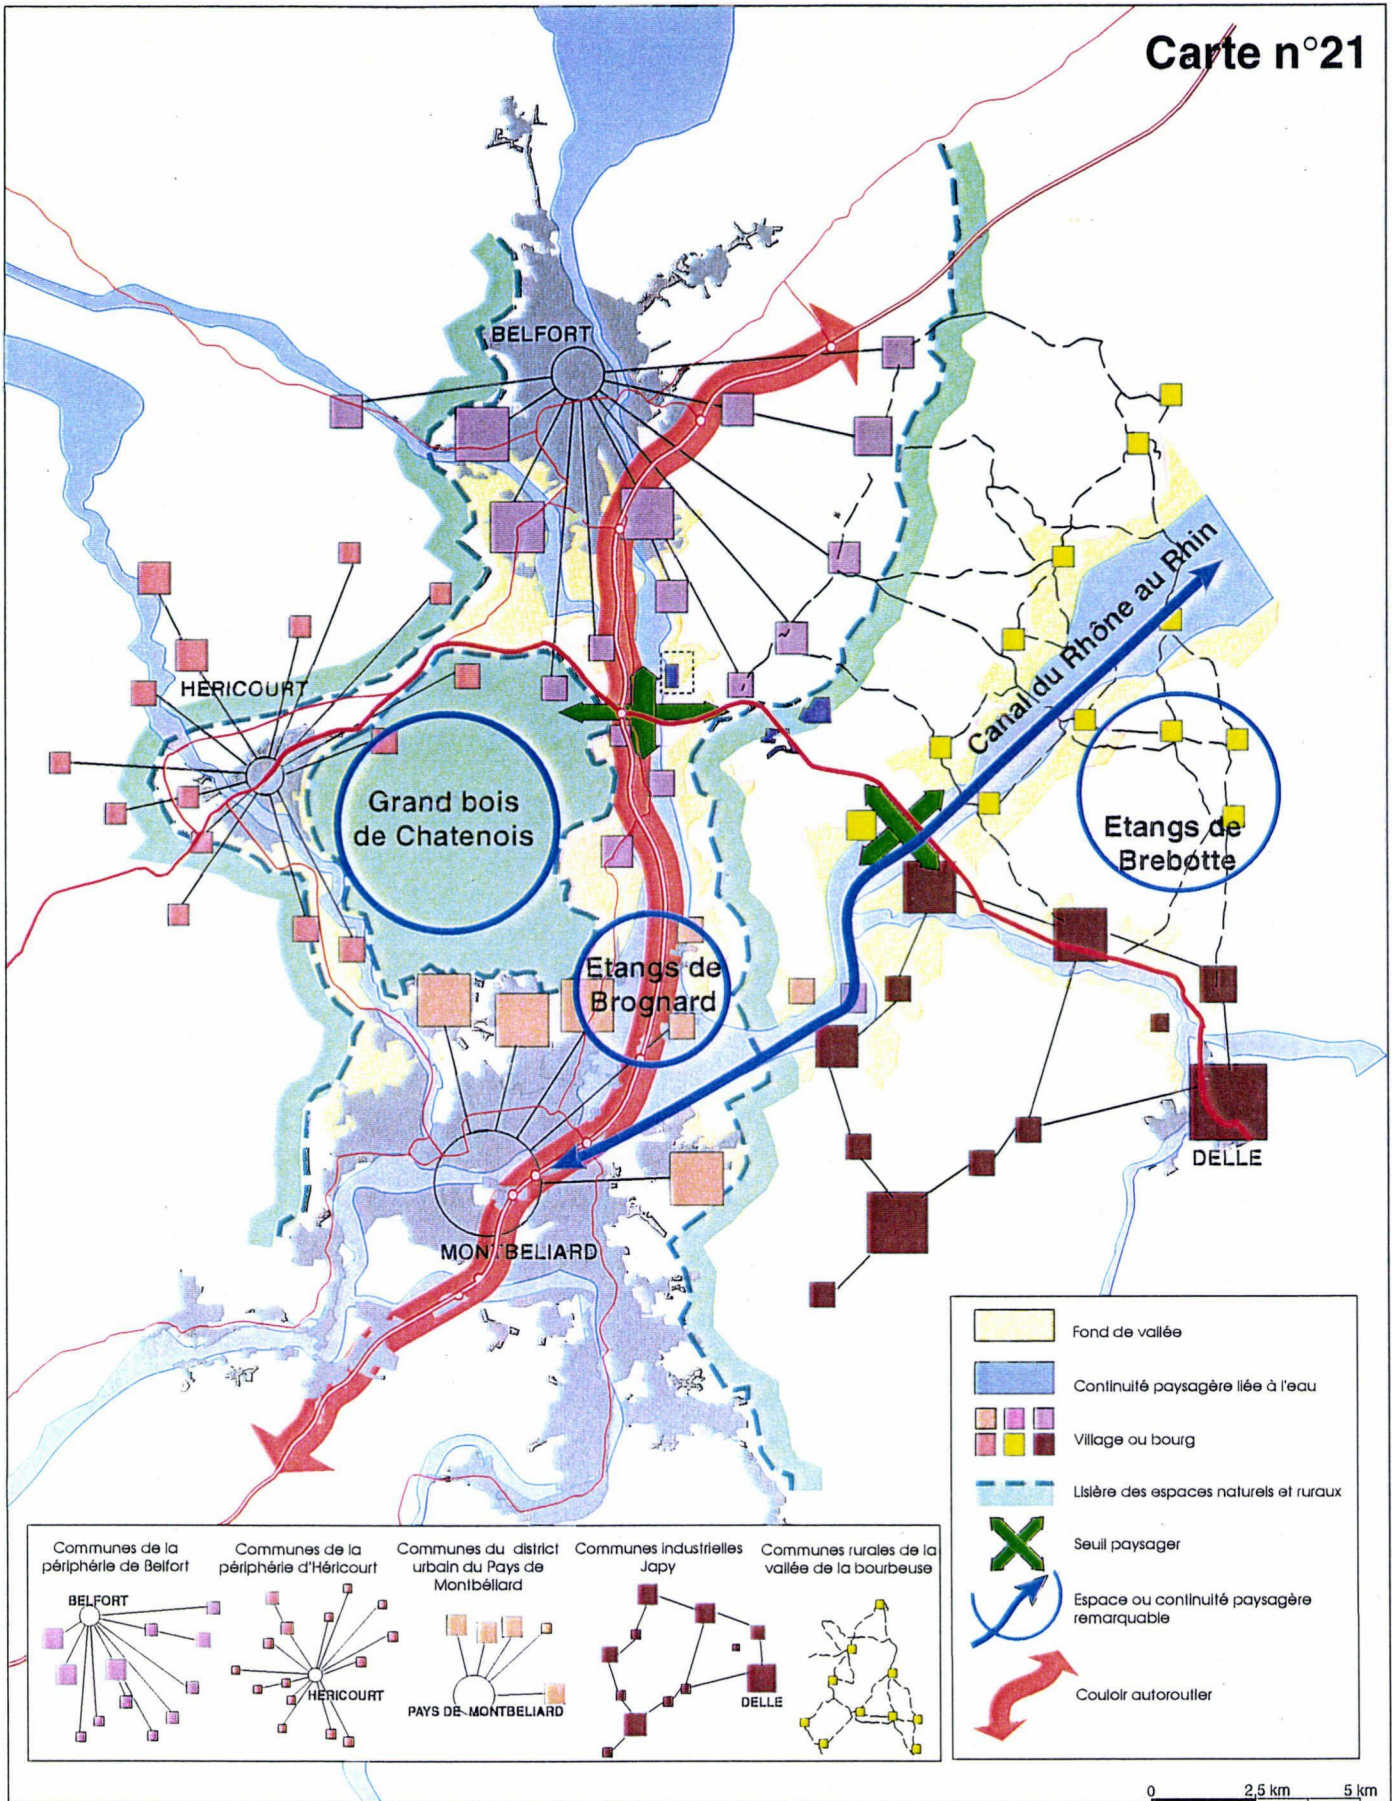 Carte n°21
BELFORT
HERICOURT
Grand bois
de Chatenois
Canal du Rhône au Rhin
Etangs de
Brebotte
Etangs de
Brognard
DELLE
MONTBELIARD
Fond de vallée
Continuité paysagère liée à l'eau
Village ou bourg
Lisière des espaces naturels et ruraux
Seuil paysager
Espace ou continuité paysagère
remarquable
Couloir autoroutier
Communes de la
périphérie de Belfort
BELFORT
Communes de la
périphérie d'Héricourt
HERICOURT
Communes du district
urbain du Pays de
Montbéliard
PAYS DE MONTBELIARD
Communes industrielles
Japy
DELLE
Communes rurales de la
vallée de la bourbeuse
0 2,5 km 5 km